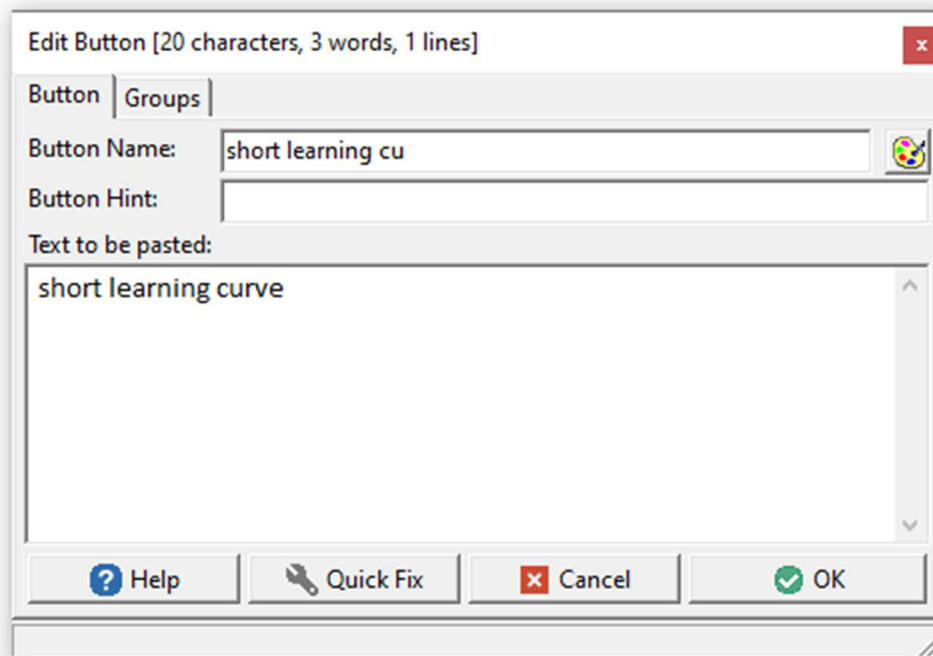 Edit Button [20 characters, 3 words, 1 lines]
x
Button Groups
Button Name: short learning cu
Button Hint:
Text to be pasted:
short learning curve
? Help Quick Fix x Cancel OK